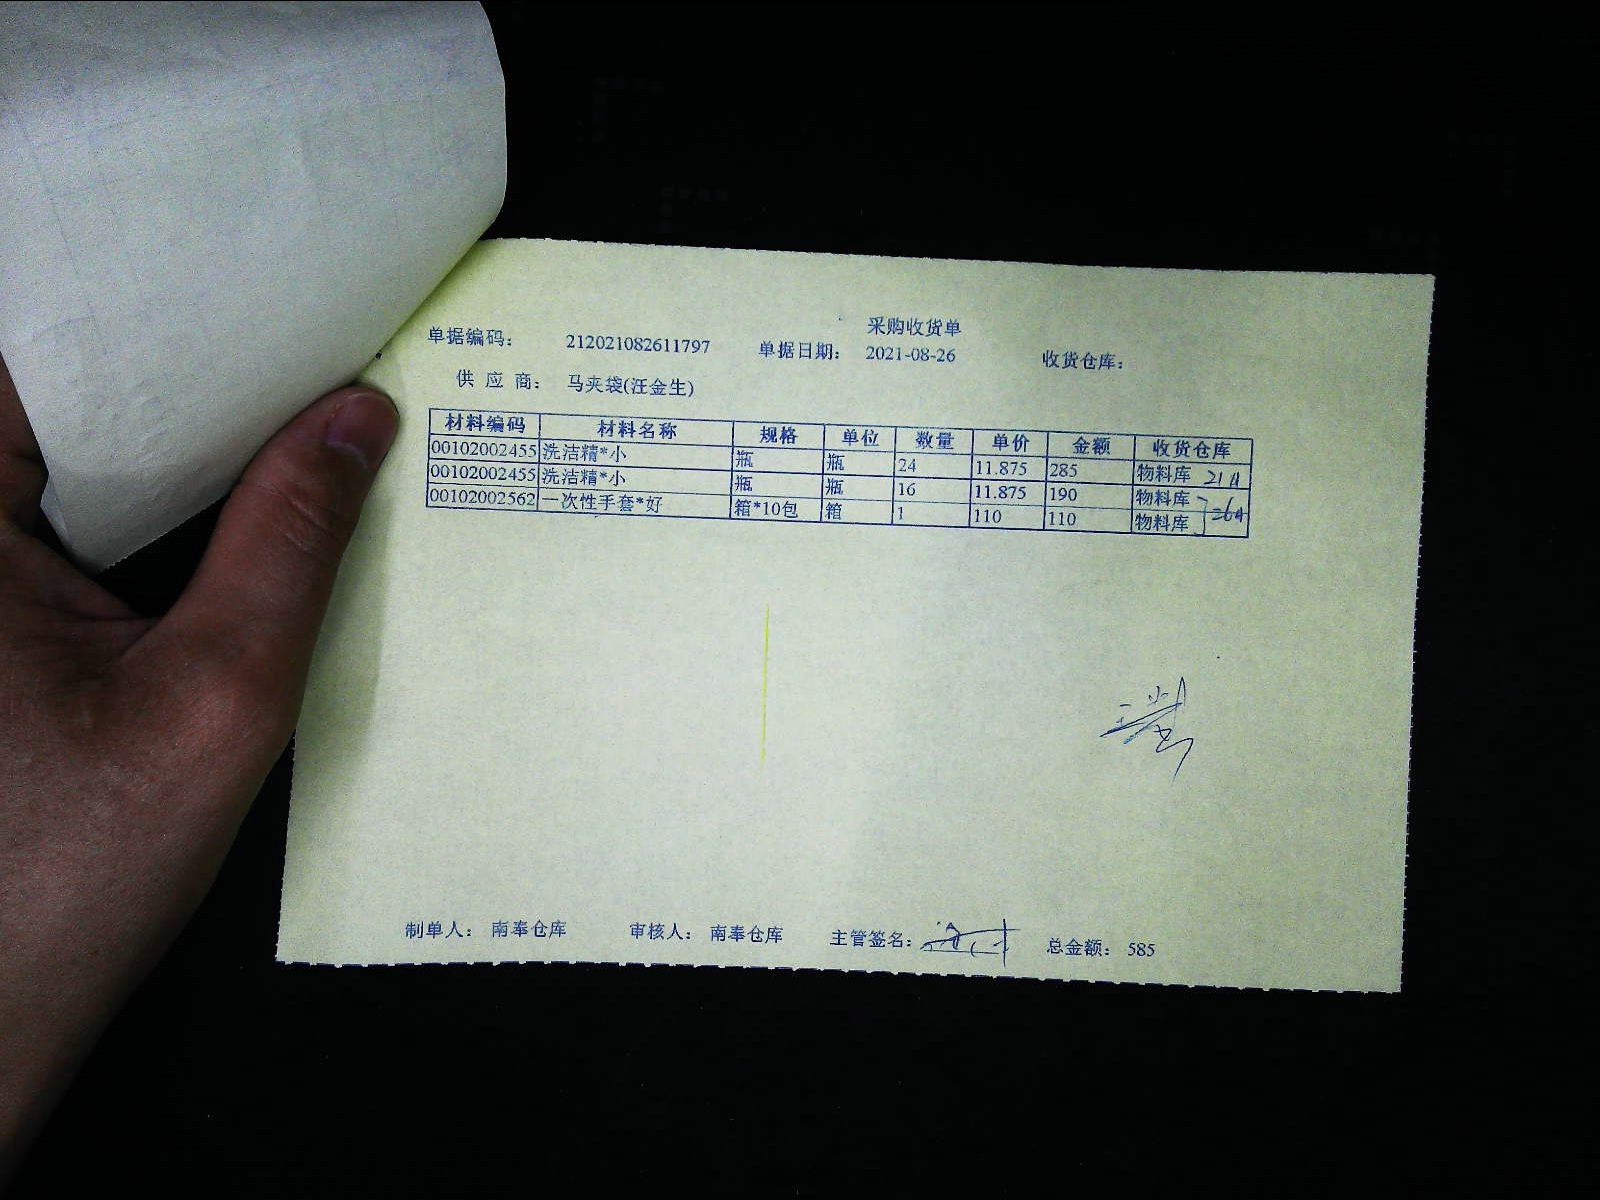 采购收货单
单据编码： 212021082611797 单据日期： 2021-08-26 收货仓库：
供 应 商： 马夹袋(汪金生)
材料编码 材料名称 规格 单位 数量 单价 金额 收货仓库
00102002455 洗洁精*小 瓶 瓶 24 11.875 285 物料库 21日
00102002455 洗洁精*小 瓶 瓶 16 11.875 190 物料库
00102002562 一次性手套*好 箱*10包 箱 1 110 110 物料库 26日
制单人： 南奉仓库 审核人： 南奉仓库 主管签名： 总金额： 585